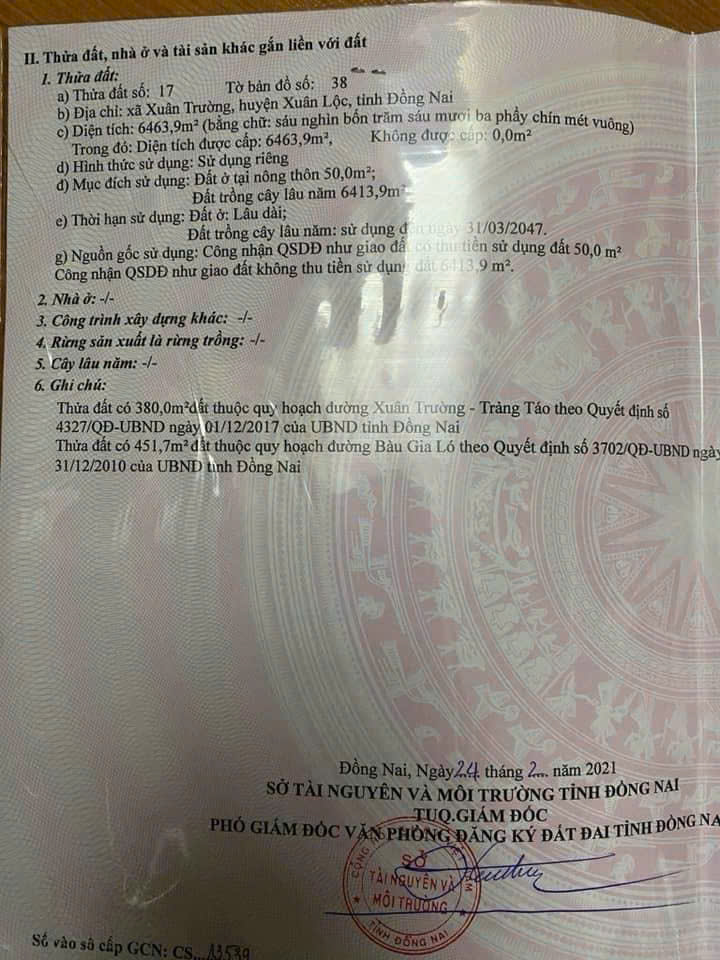 II. Thửa đất, nhà ở và tài sản khác gắn liền với đất
1. Thửa đất:
a) Thửa đất số: 17 Tờ bản đồ số: 38
b) Địa chỉ: xã Xuân Trường, huyện Xuân Lộc, tỉnh Đồng Nai
c) Diện tích: 6463,9m² (bằng chữ: sáu nghìn bốn trăm sáu mươi ba phẩy chín mét vuông)
Trong đó: Diện tích được cấp: 6463,9m², Không được cấp: 0,0m²
d) Hình thức sử dụng: Sử dụng riêng
đ) Mục đích sử dụng: Đất ở tại nông thôn 50,0m²;
Đất trồng cây lâu năm 6413,9m²
e) Thời hạn sử dụng: Đất ở: Lâu dài;
Đất trồng cây lâu năm: sử dụng đến ngày 31/03/2047.
g) Nguồn gốc sử dụng: Công nhận QSDĐ như giao đất có thu tiền sử dụng đất 50,0 m²
Công nhận QSDĐ như giao đất không thu tiền sử dụng đất 6413,9 m².
2. Nhà ở: -/-
3. Công trình xây dựng khác: -/-
4. Rừng sản xuất là rừng trồng: -/-
5. Cây lâu năm: -/-
6. Ghi chú:
Thửa đất có 380,0m²đất thuộc quy hoạch đường Xuân Trường - Trảng Táo theo Quyết định số
4327/QĐ-UBND ngày 01/12/2017 của UBND tỉnh Đồng Nai
Thửa đất có 451,7m² đất thuộc quy hoạch đường Bàu Gia Ló theo Quyết định số 3702/QĐ-UBND ngày
31/12/2010 của UBND tỉnh Đồng Nai
Đồng Nai, Ngày 24 tháng 2 năm 2021
SỞ TÀI NGUYÊN VÀ MÔI TRƯỜNG TỈNH ĐỒNG NAI
TUQ.GIÁM ĐỐC
PHÓ GIÁM ĐỐC VĂN PHÒNG ĐĂNG KÝ ĐẤT ĐAI TỈNH ĐỒNG NA
SỞ
TÀI NGUYÊN VÀ
MÔI TRƯỜNG
TỈNH ĐỒNG NAI
Số vào sổ cấp GCN: CS...13539